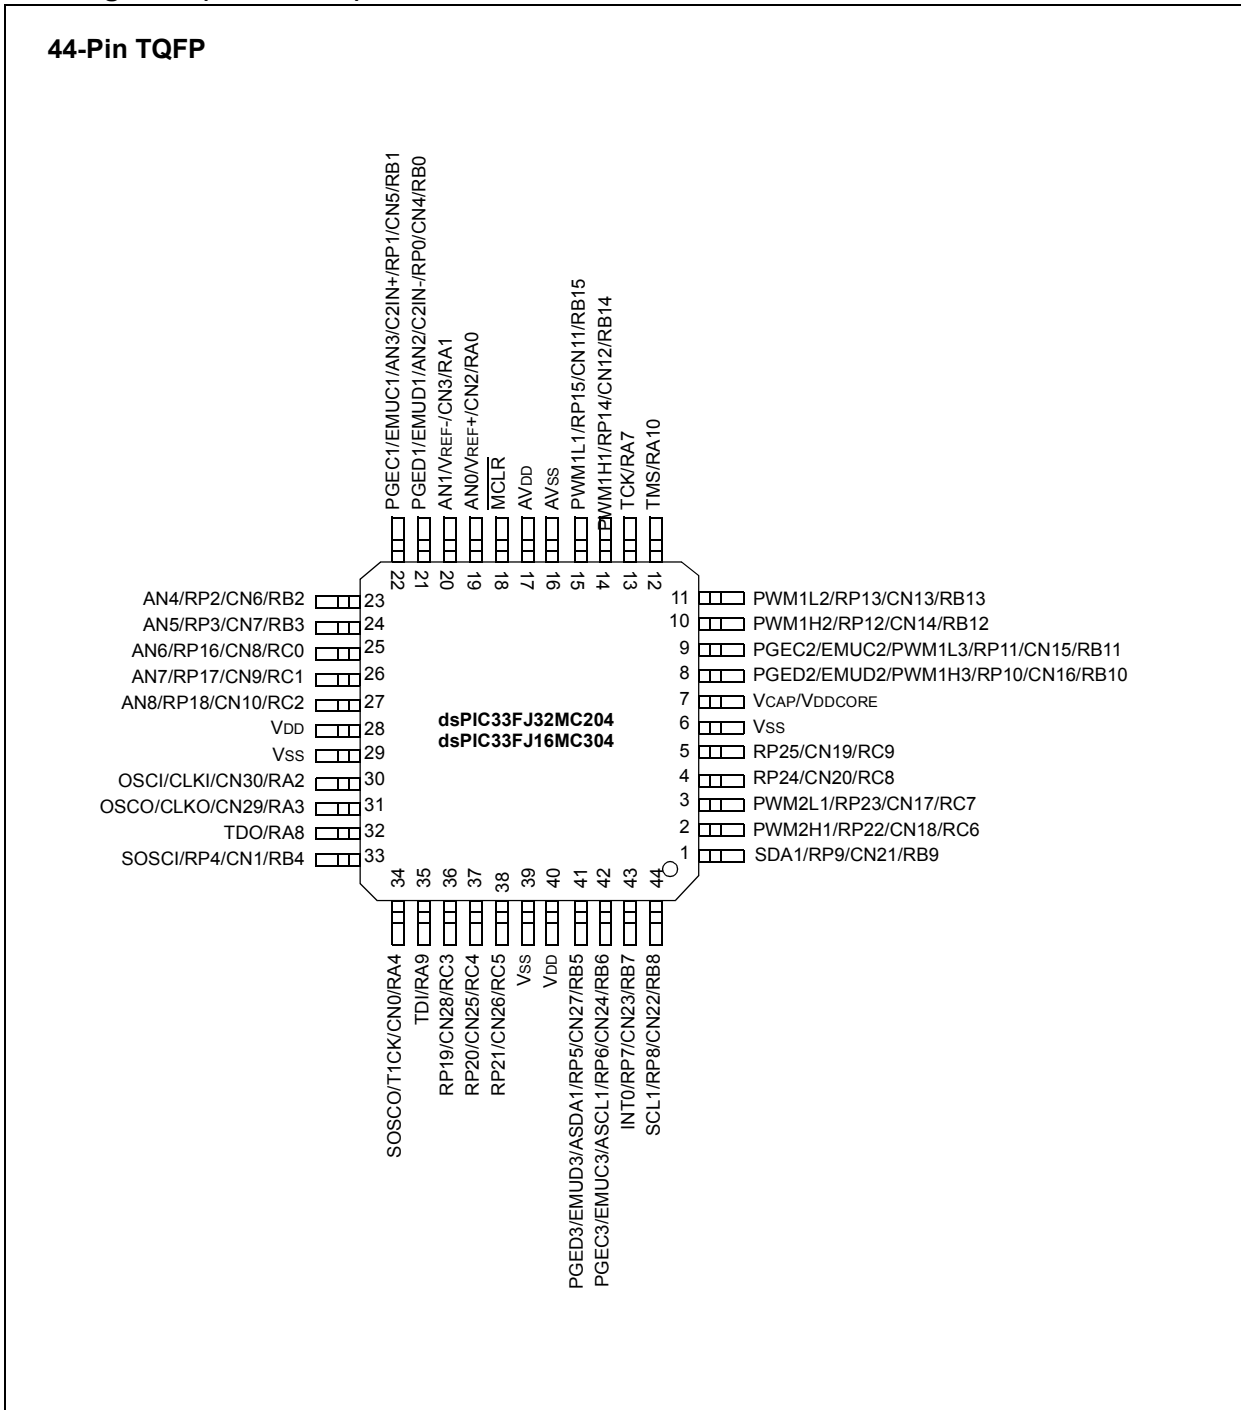 44-Pin TQFP
PGEC1/EMUC1/AN3/C2IN+/RP1/CN5/RB1
PGED1/EMUD1/AN2/C2IN-/RP0/CN4/RB0
AN1/VREF-/CN3/RA1
AN0/VREF+/CN2/RA0
MCLR
AVDD
AVSS
PWM1L1/RP15/CN11/RB15
PWM1H1/RP14/CN12/RB14
TCK/RA7
TMS/RA10
22
21
20
19
18
17
16
15
14
13
12
AN4/RP2/CN6/RB2 23
AN5/RP3/CN7/RB3 24
AN6/RP16/CN8/RC0 25
AN7/RP17/CN9/RC1 26
AN8/RP18/CN10/RC2 27
VDD 28
VSS 29
OSCI/CLKI/CN30/RA2 30
OSCO/CLKO/CN29/RA3 31
TDO/RA8 32
SOSCI/RP4/CN1/RB4 33
dsPIC33FJ32MC204
dsPIC33FJ16MC304
11 PWM1L2/RP13/CN13/RB13
10 PWM1H2/RP12/CN14/RB12
9 PGEC2/EMUC2/PWM1L3/RP11/CN15/RB11
8 PGED2/EMUD2/PWM1H3/RP10/CN16/RB10
7 VCAP/VDDCORE
6 VSS
5 RP25/CN19/RC9
4 RP24/CN20/RC8
3 PWM2L1/RP23/CN17/RC7
2 PWM2H1/RP22/CN18/RC6
1 SDA1/RP9/CN21/RB9
34
35
36
37
38
39
40
41
42
43
44
SOSCO/T1CK/CN0/RA4
TDI/RA9
RP19/CN28/RC3
RP20/CN25/RC4
RP21/CN26/RC5
VSS
VDD
PGED3/EMUD3/ASDA1/RP5/CN27/RB5
PGEC3/EMUC3/ASCL1/RP6/CN24/RB6
INT0/RP7/CN23/RB7
SCL1/RP8/CN22/RB8